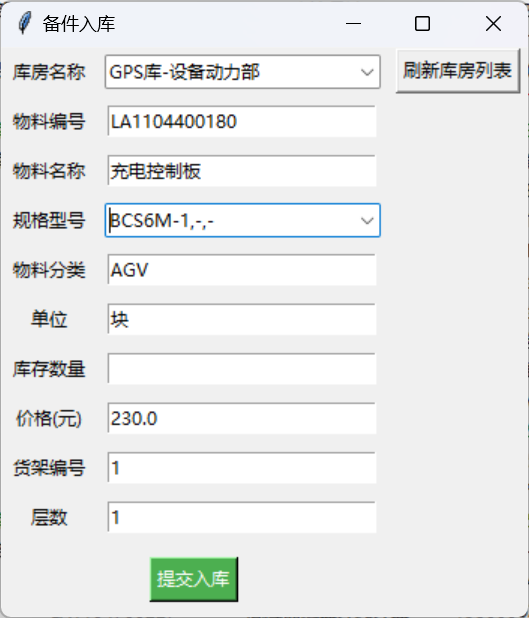 备件入库
库房名称 GPS库-设备动力部 刷新库房列表
物料编号 LA1104400180
物料名称 充电控制板
规格型号 BCS6M-1,-,-
物料分类 AGV
单位 块
库存数量
价格(元) 230.0
货架编号 1
层数 1
提交入库